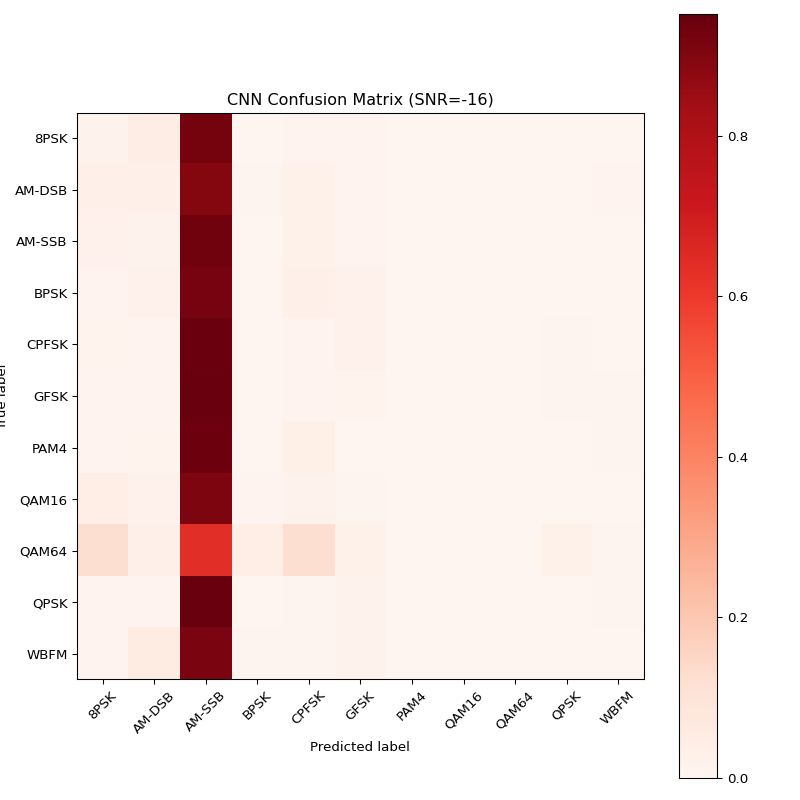 CNN Confusion Matrix (SNR=-16)
8PSK
AM-DSB
AM-SSB
BPSK
CPFSK
GFSK
PAM4
QAM16
QAM64
QPSK
WBFM
True label
8PSK
AM-DSB
AM-SSB
BPSK
CPFSK
GFSK
PAM4
QAM16
QAM64
QPSK
WBFM
Predicted label
0.8
0.6
0.4
0.2
0.0